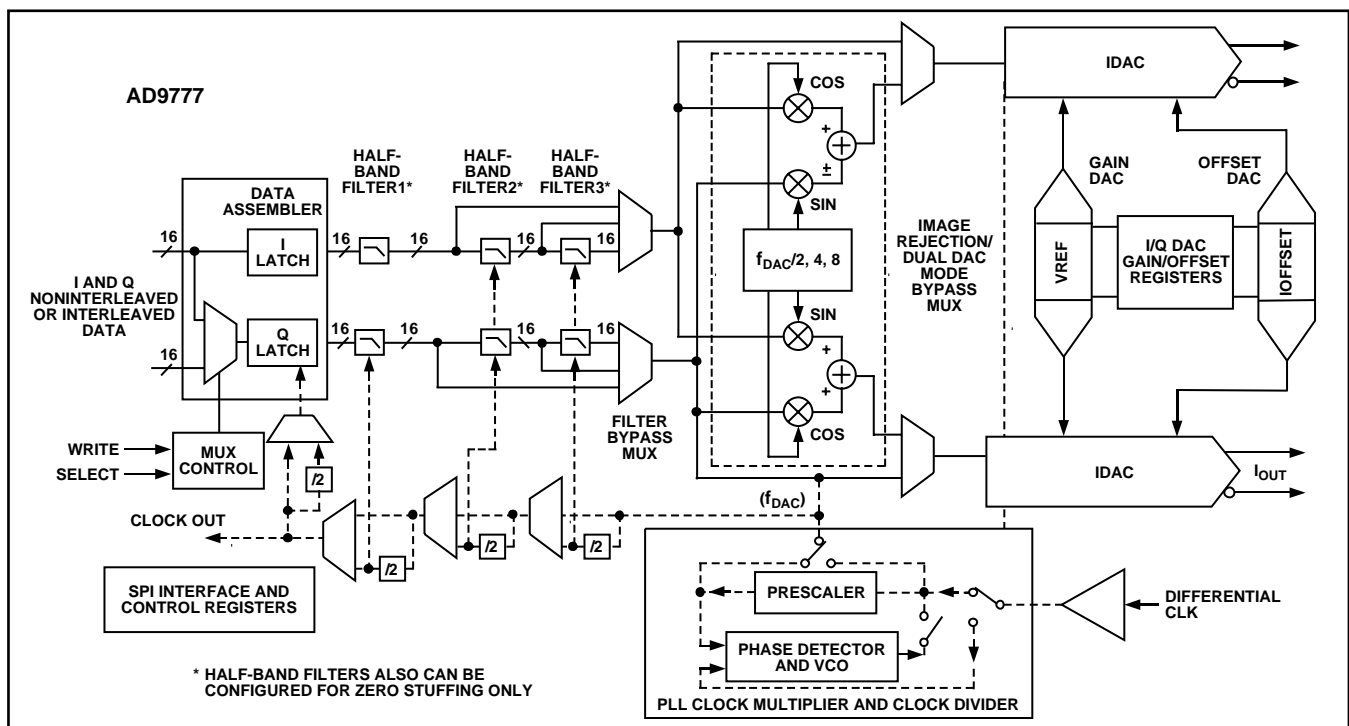 AD9777
COS
IDAC
HALF-
BAND
FILTER1*
HALF-
BAND
FILTER2*
HALF-
BAND
FILTER3*
+
±
GAIN
DAC
OFFSET
DAC
DATA
ASSEMBLER
SIN
16
I
LATCH
16
16
16
16
f_DAC/2, 4, 8
IMAGE
REJECTION/
DUAL DAC
MODE
BYPASS
MUX
VREF
I/Q DAC
GAIN/OFFSET
REGISTERS
IOFFSET
I AND Q
NONINTERLEAVED
OR INTERLEAVED
DATA
SIN
16
Q
LATCH
16
16
16
16
+
+
COS
FILTER
BYPASS
MUX
WRITE
SELECT
MUX
CONTROL
/2
IDAC
I_OUT
(f_DAC)
CLOCK OUT
/2
/2
/2
SPI INTERFACE AND
CONTROL REGISTERS
PRESCALER
DIFFERENTIAL
CLK
PHASE DETECTOR
AND VCO
* HALF-BAND FILTERS ALSO CAN BE
CONFIGURED FOR ZERO STUFFING ONLY
PLL CLOCK MULTIPLIER AND CLOCK DIVIDER